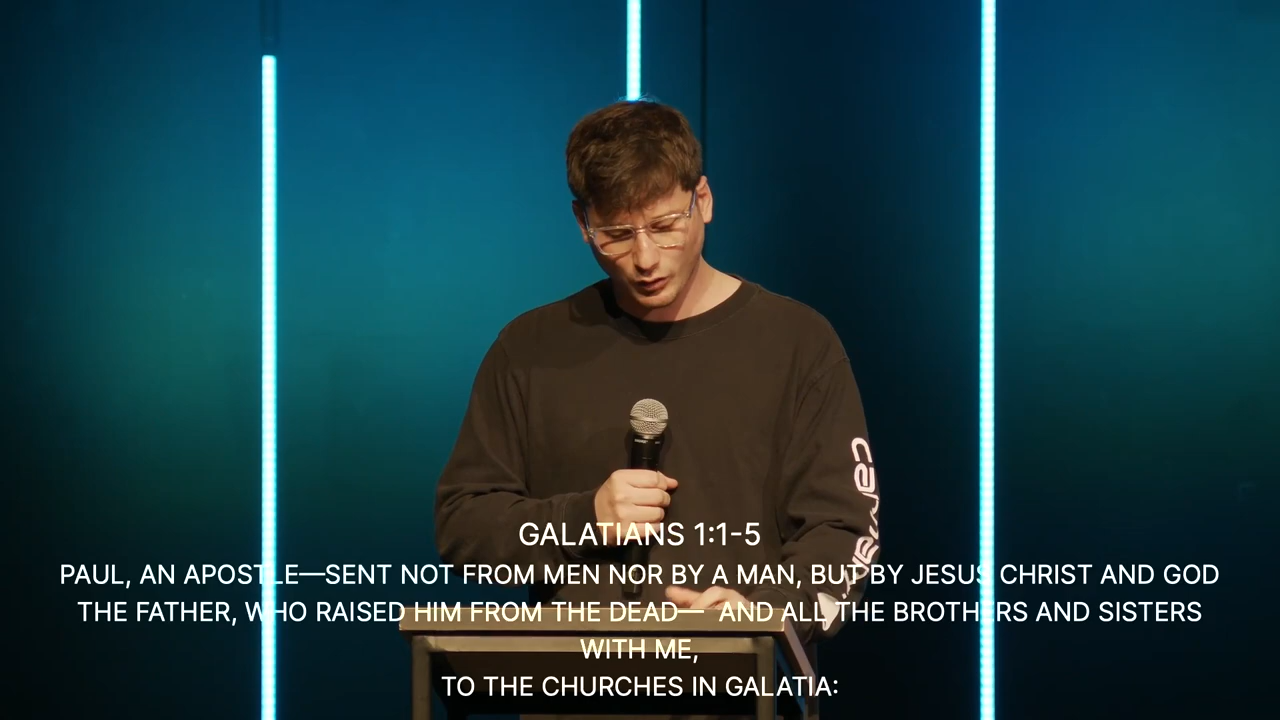 GALATIANS 1:1-5
PAUL, AN APOSTLE—SENT NOT FROM MEN NOR BY A MAN, BUT BY JESUS CHRIST AND GOD
THE FATHER, WHO RAISED HIM FROM THE DEAD— AND ALL THE BROTHERS AND SISTERS
WITH ME,
TO THE CHURCHES IN GALATIA: